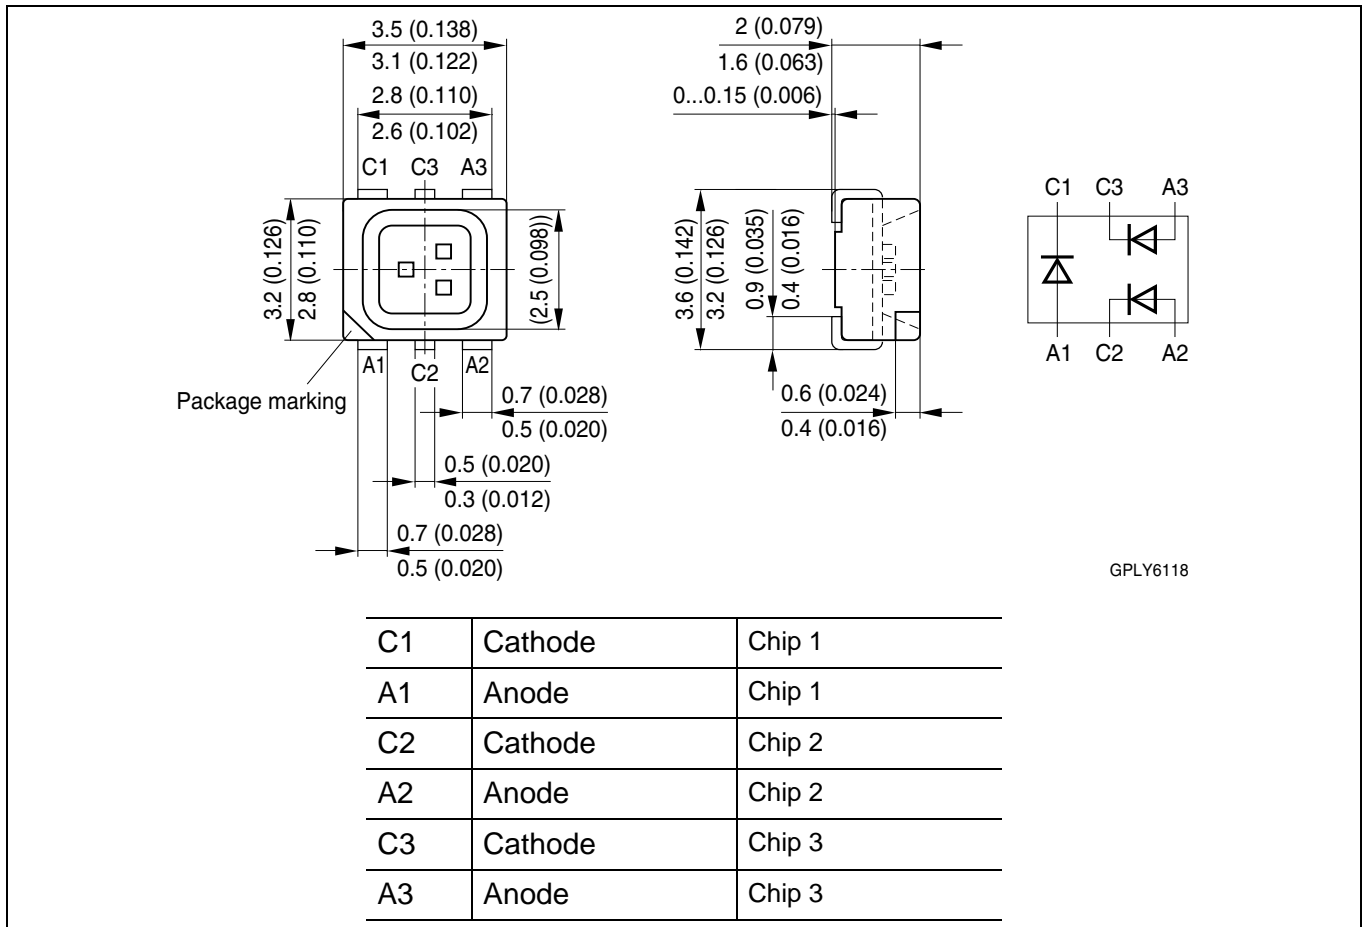 3.5 (0.138)
3.1 (0.122)
2.8 (0.110)
2.6 (0.102)
C1 C3 A3
3.2 (0.126)
2.8 (0.110)
(2.5 (0.098))
A1 C2 A2
Package marking
0.7 (0.028)
0.5 (0.020)
0.5 (0.020)
0.3 (0.012)
0.7 (0.028)
0.5 (0.020)
2 (0.079)
1.6 (0.063)
0...0.15 (0.006)
3.6 (0.142)
3.2 (0.126)
0.9 (0.035)
0.4 (0.016)
0.6 (0.024)
0.4 (0.016)
C1 C3 A3
A1 C2 A2
GPLY6118
C1 Cathode Chip 1
A1 Anode Chip 1
C2 Cathode Chip 2
A2 Anode Chip 2
C3 Cathode Chip 3
A3 Anode Chip 3